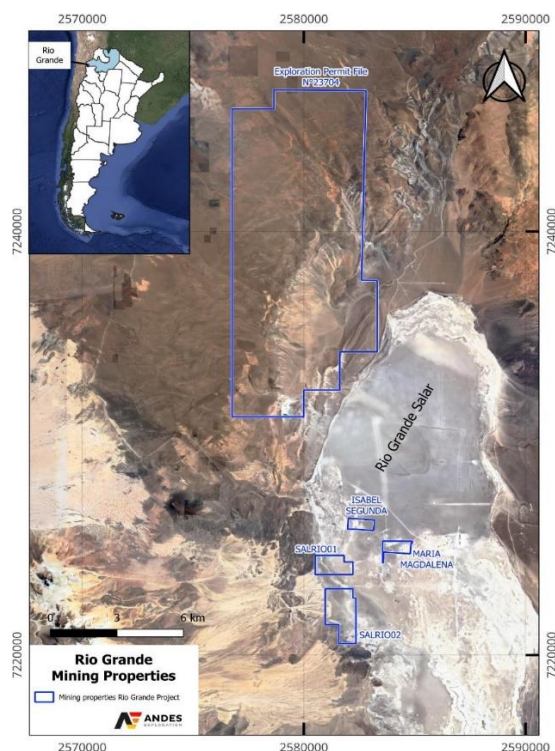 2570000
2580000
2590000
Rio
Grande
Exploration Permit File
N°23704
7240000
7240000
Rio Grande Salar
ISABEL
SEGUNDA
SALRIO01
MARIA
MAGDALENA
SALRIO02
0 3 6 km
7220000
7220000
Rio Grande
Mining Properties
Mining properties Rio Grande Project
ANDES
EXPLORATION
2570000
2580000
2590000